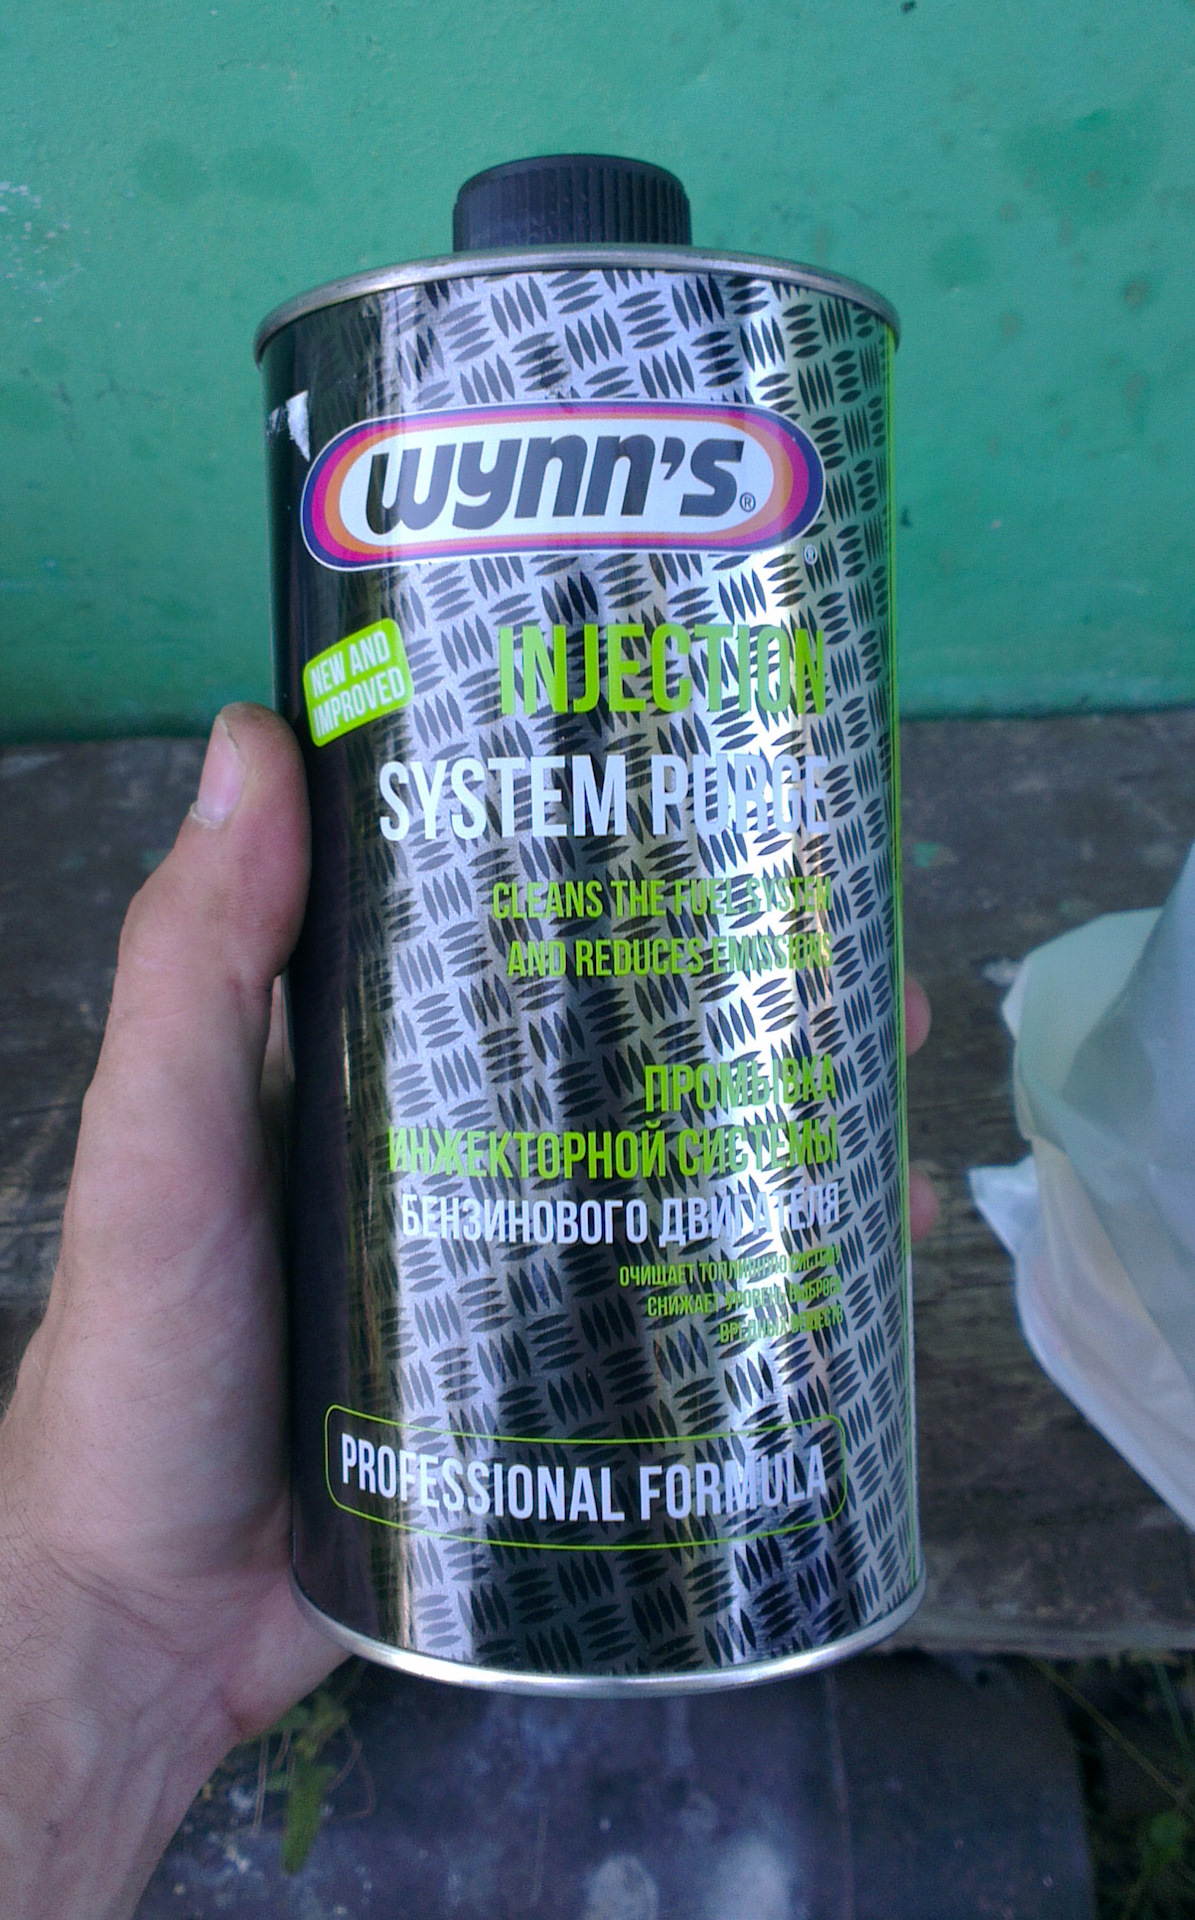 wynn's®
®
NEW AND
IMPROVED
INJECTION
SYSTEM PURGE
CLEANS THE FUEL SYSTEM
AND REDUCES EMISSIONS
ПРОМЫВКА
ИНЖЕКТОРНОЙ СИСТЕМЫ
БЕНЗИНОВОГО ДВИГАТЕЛЯ
ОЧИЩАЕТ ТОПЛИВНУЮ СИСТЕМУ
СНИЖАЕТ УРОВЕНЬ ВЫБРОСА
ВРЕДНЫХ ВЕЩЕСТВ
PROFESSIONAL FORMULA